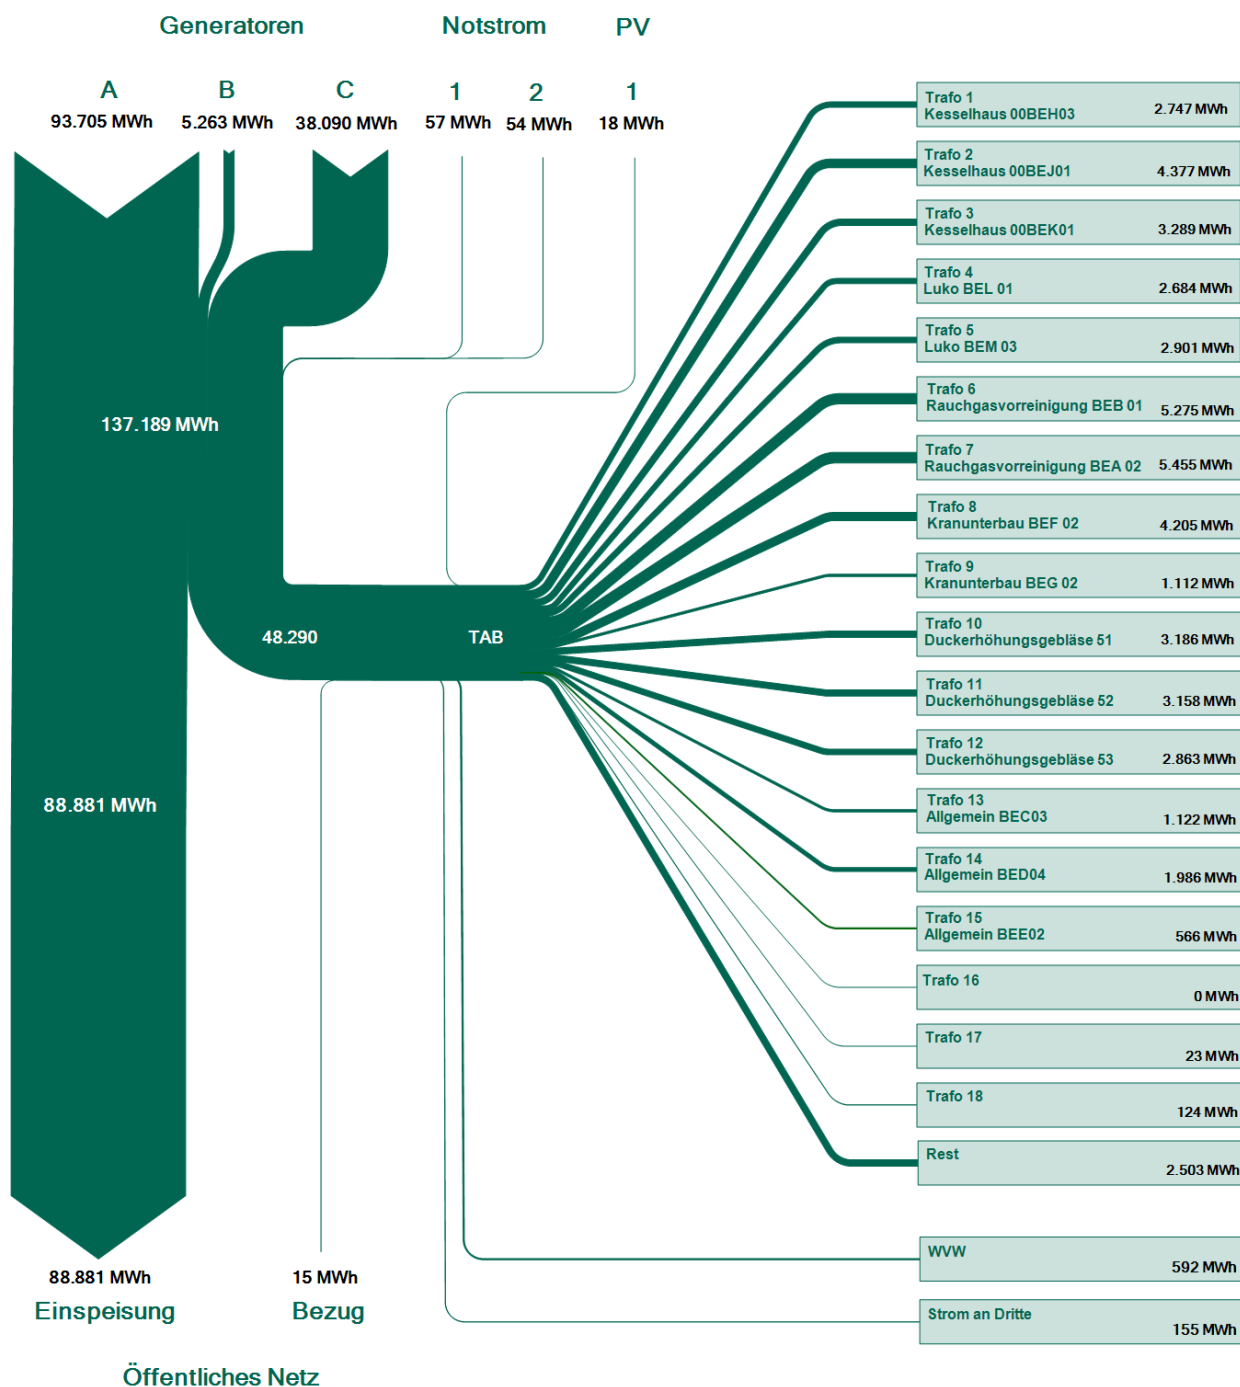 Generatoren Notstrom PV
A B C 1 2 1
93.705 MWh 5.263 MWh 38.090 MWh 57 MWh 54 MWh 18 MWh
Trafo 1
Kesselhaus 00BEH03 2.747 MWh
Trafo 2
Kesselhaus 00BEJ01 4.377 MWh
Trafo 3
Kesselhaus 00BEK01 3.289 MWh
Trafo 4
Luko BEL 01 2.684 MWh
Trafo 5
Luko BEM 03 2.901 MWh
Trafo 6
Rauchgasvorreinigung BEB 01 5.275 MWh
137.189 MWh
Trafo 7
Rauchgasvorreinigung BEA 02 5.455 MWh
Trafo 8
Kranunterbau BEF 02 4.205 MWh
Trafo 9
Kranunterbau BEG 02 1.112 MWh
Trafo 10
Duckerhöhungsgebläse 51 3.186 MWh
48.290 TAB
Trafo 11
Duckerhöhungsgebläse 52 3.158 MWh
Trafo 12
Duckerhöhungsgebläse 53 2.863 MWh
Trafo 13
Allgemein BEC03 1.122 MWh
88.881 MWh
Trafo 14
Allgemein BED04 1.986 MWh
Trafo 15
Allgemein BEE02 566 MWh
Trafo 16
0 MWh
Trafo 17
23 MWh
Trafo 18
124 MWh
Rest
2.503 MWh
WVW
592 MWh
88.881 MWh 15 MWh
Einspeisung Bezug
Strom an Dritte
155 MWh
Öffentliches Netz